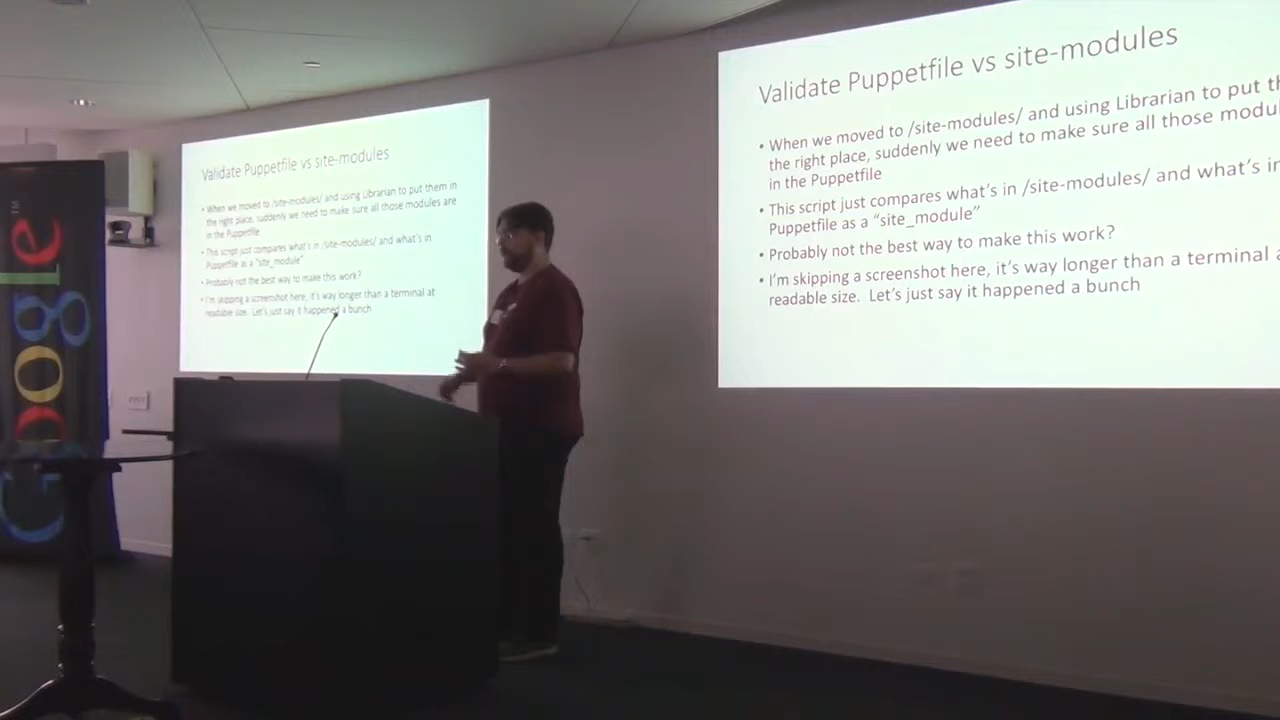 Google™
Validate Puppetfile vs site-modules
When we moved to /site-modules/ and using Librarian to put them in
the right place, suddenly we need to make sure all those modules are
in the Puppetfile
This script just compares what's in /site-modules/ and what's in
Puppetfile as a "site_module"
Probably not the best way to make this work?
I'm skipping a screenshot here, it's way longer than a terminal at
readable size. Let's just say it happened a bunch
Validate Puppetfile vs site-modules
• When we moved to /site-modules/ and using Librarian to put
the right place, suddenly we need to make sure all those
in the Puppetfile
• This script just compares what's in /site-modules/ and what's in
Puppetfile as a "site_module"
• Probably not the best way to make this work?
• I'm skipping a screenshot here, it's way longer than a terminal
readable size. Let's just say it happened a bunch